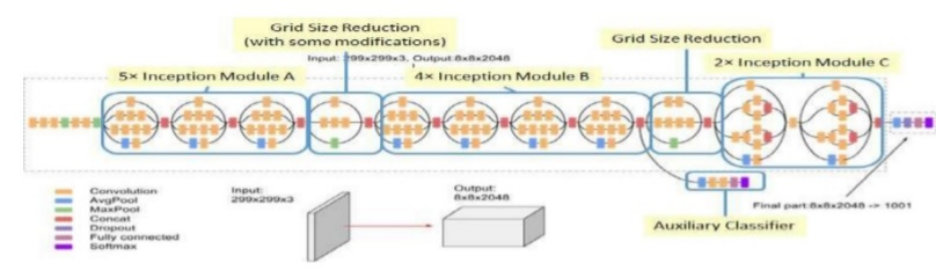 Grid Size Reduction
(with some modifications)
Grid Size Reduction
Input: 299x299x3, Output:8x8x2048
5× Inception Module A
4× Inception Module B
2× Inception Module C
Convolution
AvgPool
MaxPool
Concat
Dropout
Fully connected
Softmax
Input:
299x299x3
Output:
8x8x2048
Final part:8x8x2048 -> 1001
Auxiliary Classifier